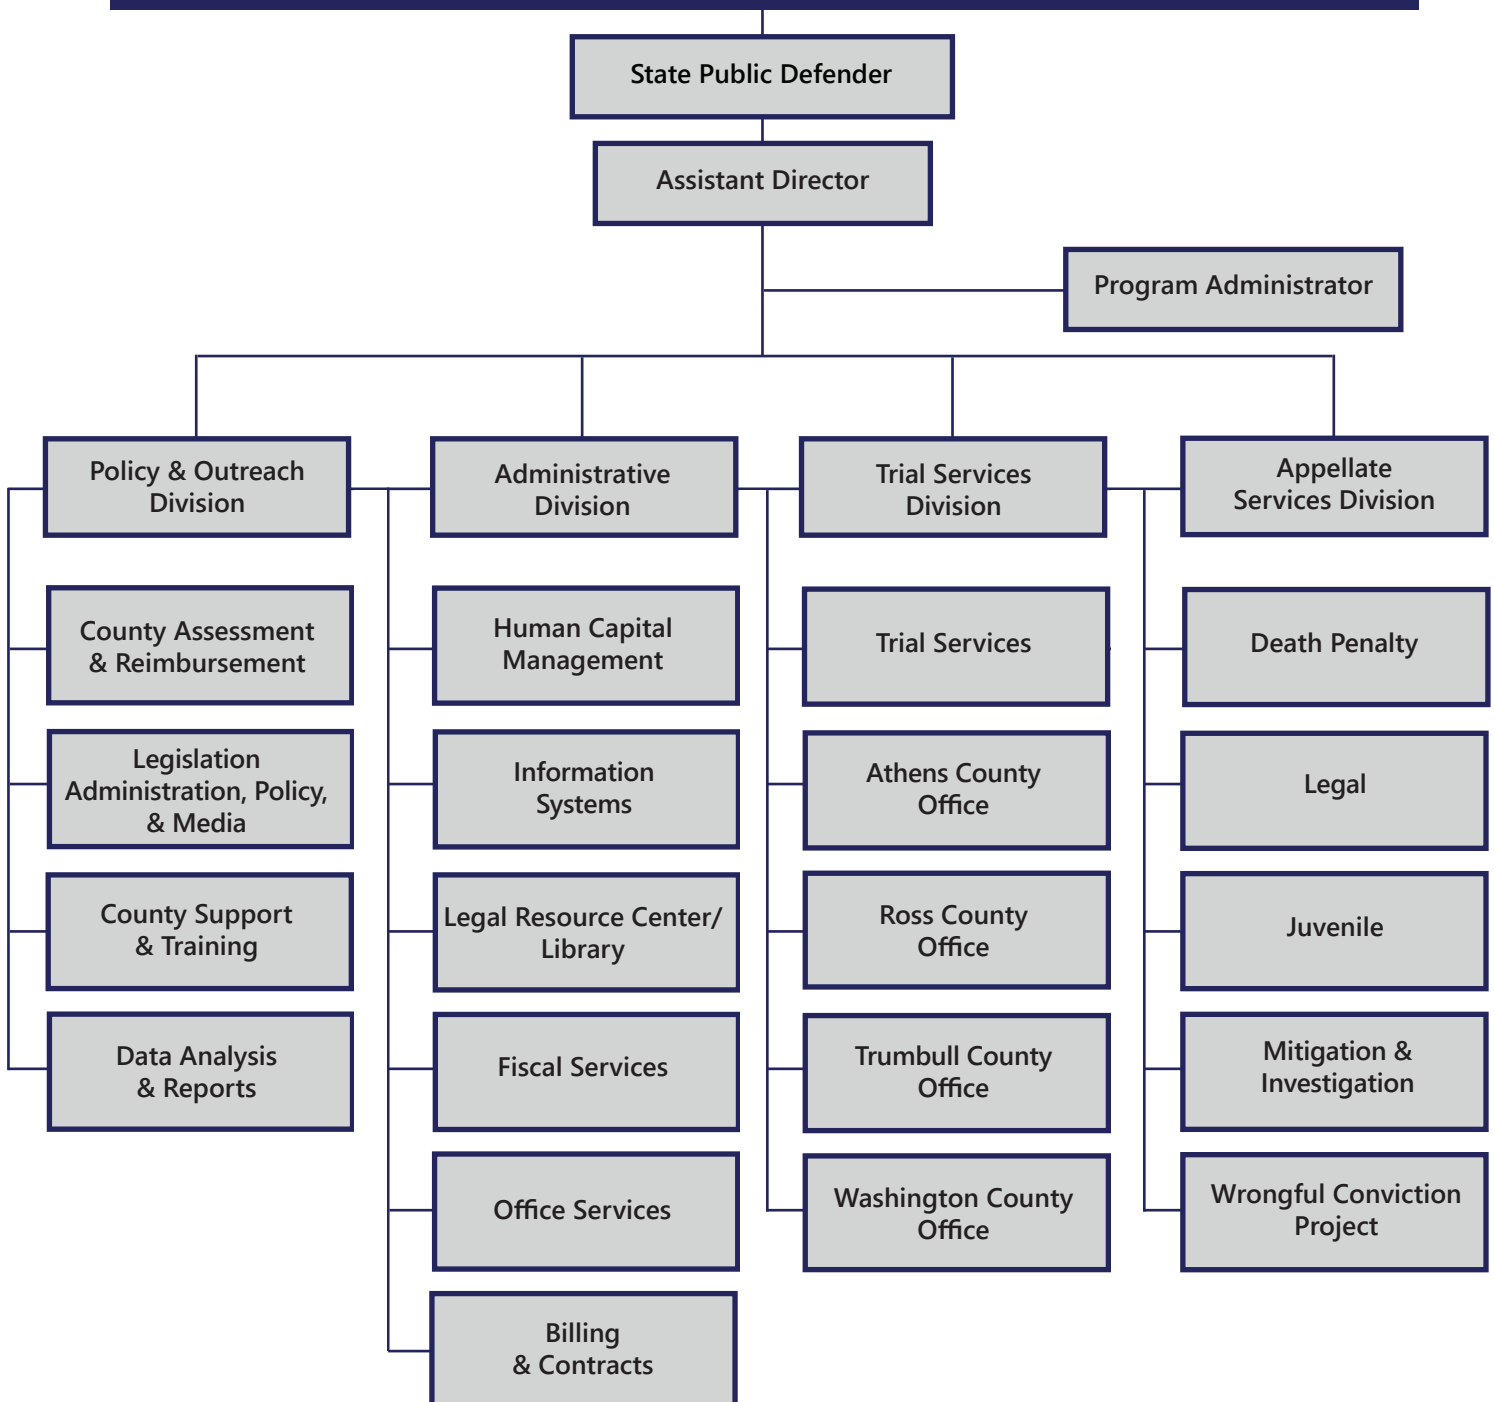 State Public Defender
Assistant Director
Program Administrator
Policy & Outreach
Division
Administrative
Division
Trial Services
Division
Appellate
Services Division
County Assessment
& Reimbursement
Legislation
Administration, Policy,
& Media
County Support
& Training
Data Analysis
& Reports
Human Capital
Management
Information
Systems
Legal Resource Center/
Library
Fiscal Services
Office Services
Billing
& Contracts
Trial Services
Athens County
Office
Ross County
Office
Trumbull County
Office
Washington County
Office
Death Penalty
Legal
Juvenile
Mitigation &
Investigation
Wrongful Conviction
Project